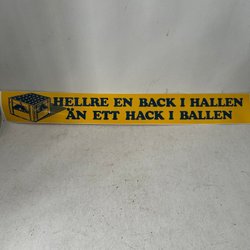 HELLRE EN BACK I HALLEN
ÄN ETT HACK I BALLEN